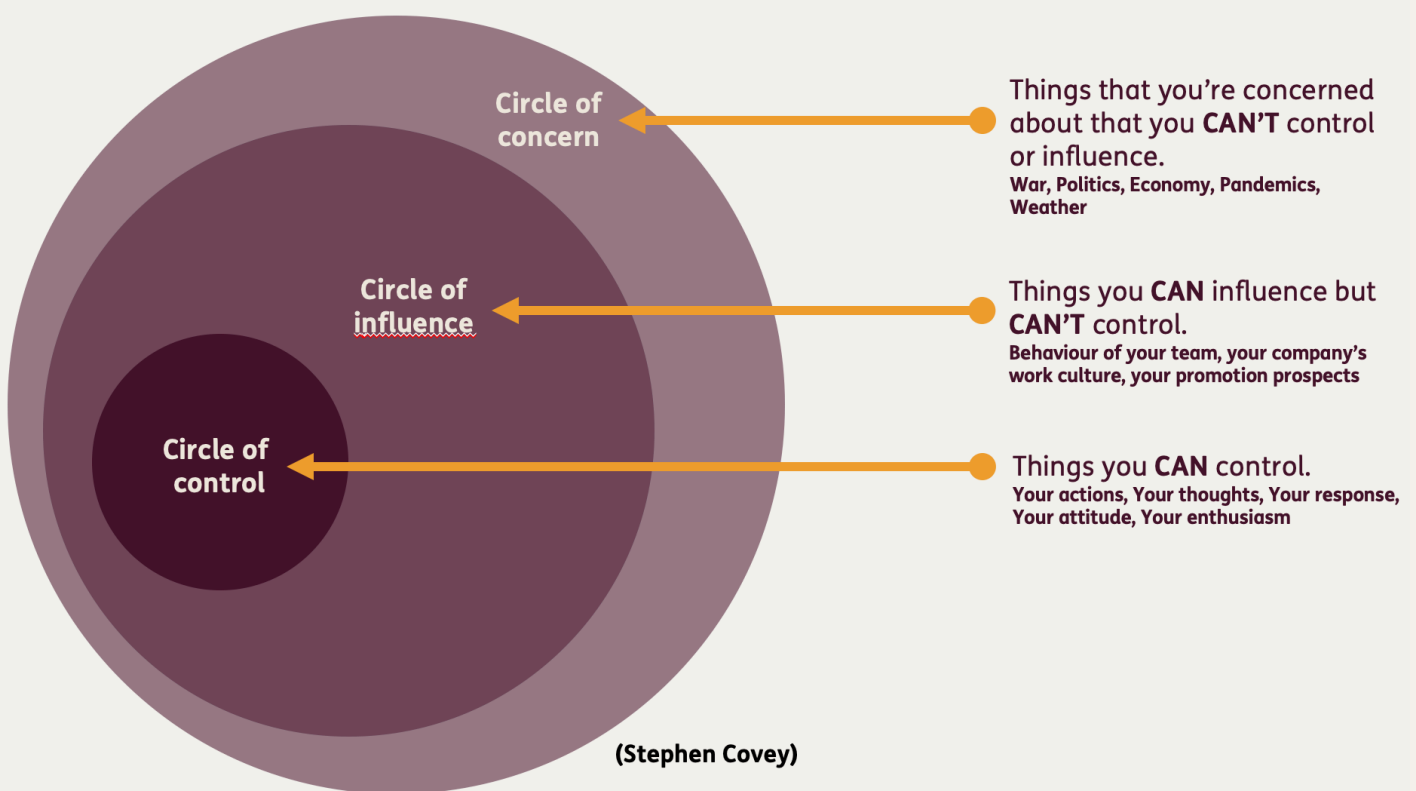 Circle of
concern
Things that you’re concerned
about that you CAN’T control
or influence.
War, Politics, Economy, Pandemics,
Weather
Circle of
influence
Things you CAN influence but
CAN’T control.
Behaviour of your team, your company’s
work culture, your promotion prospects
Circle of
control
Things you CAN control.
Your actions, Your thoughts, Your response,
Your attitude, Your enthusiasm
(Stephen Covey)